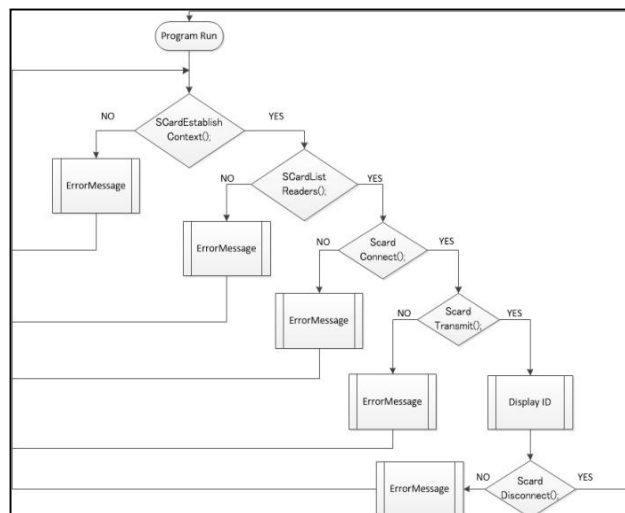 Program Run
NO
SCardEstablish
Context();
YES
ErrorMessage
NO
SCardList
Readers();
YES
ErrorMessage
NO
Scard
Connect();
YES
ErrorMessage
NO
Scard
Transmit();
YES
ErrorMessage
Display ID
ErrorMessage
NO
Scard
Disconnect();
YES